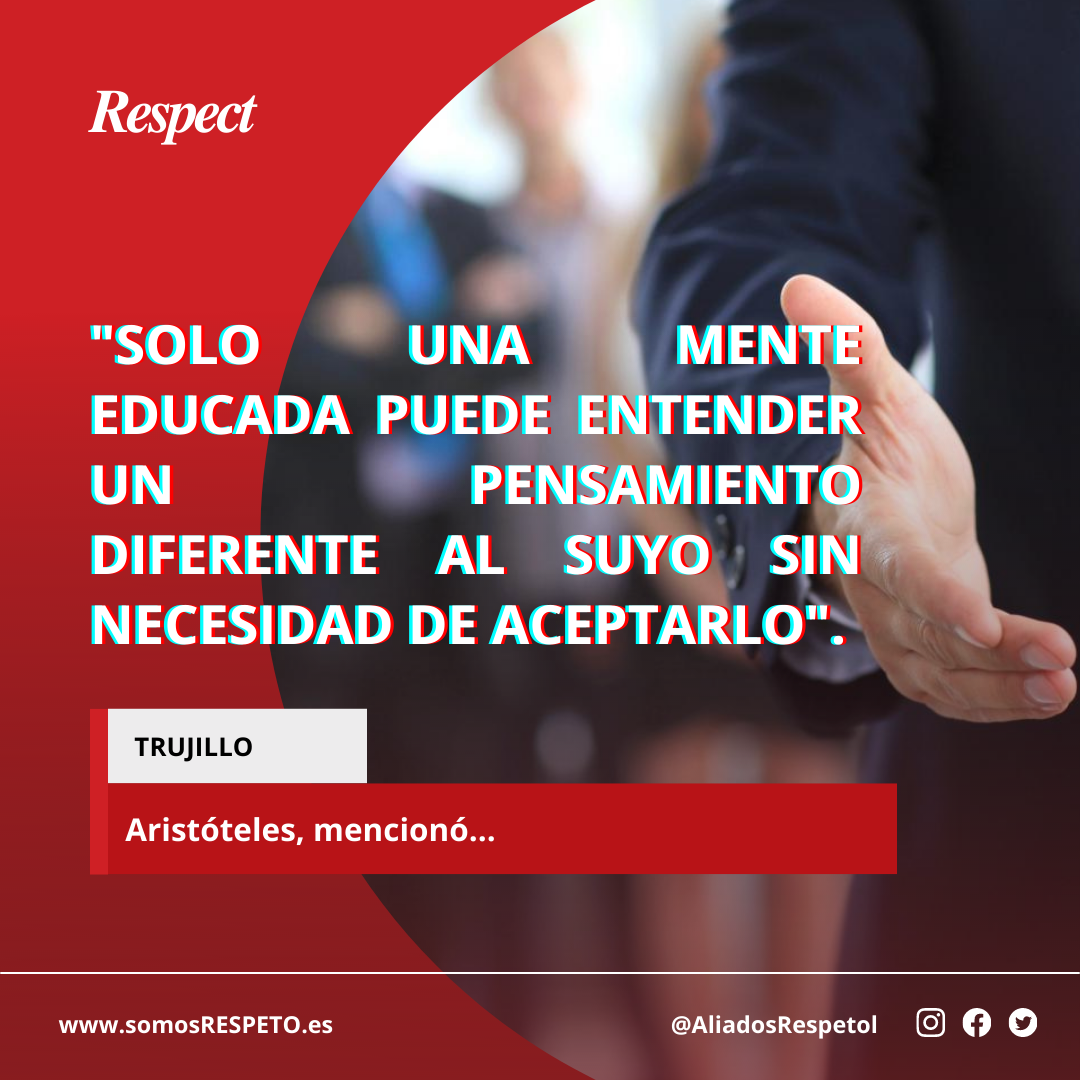 Respect
"SOLO UNA MENTE
EDUCADA PUEDE ENTENDER
UN PENSAMIENTO
DIFERENTE AL SUYO SIN
NECESIDAD DE ACEPTARLO".
TRUJILLO
Aristóteles, mencionó...
www.somosRESPETO.es
@AliadosRespetol